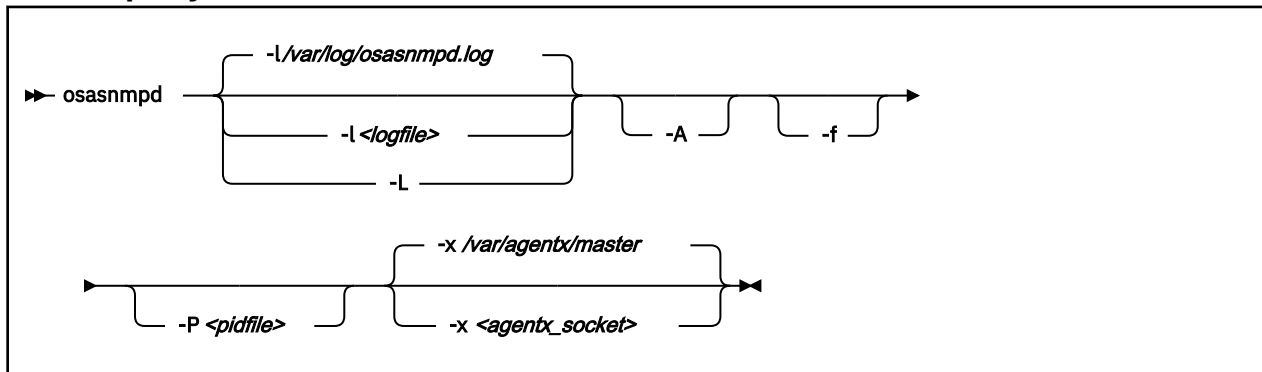 -l/var/log/osasnmpd.log
osasnmpd
-l <logfile>
-A
-f
-L
-x /var/agentx/master
-P <pidfile>
-x <agentx_socket>